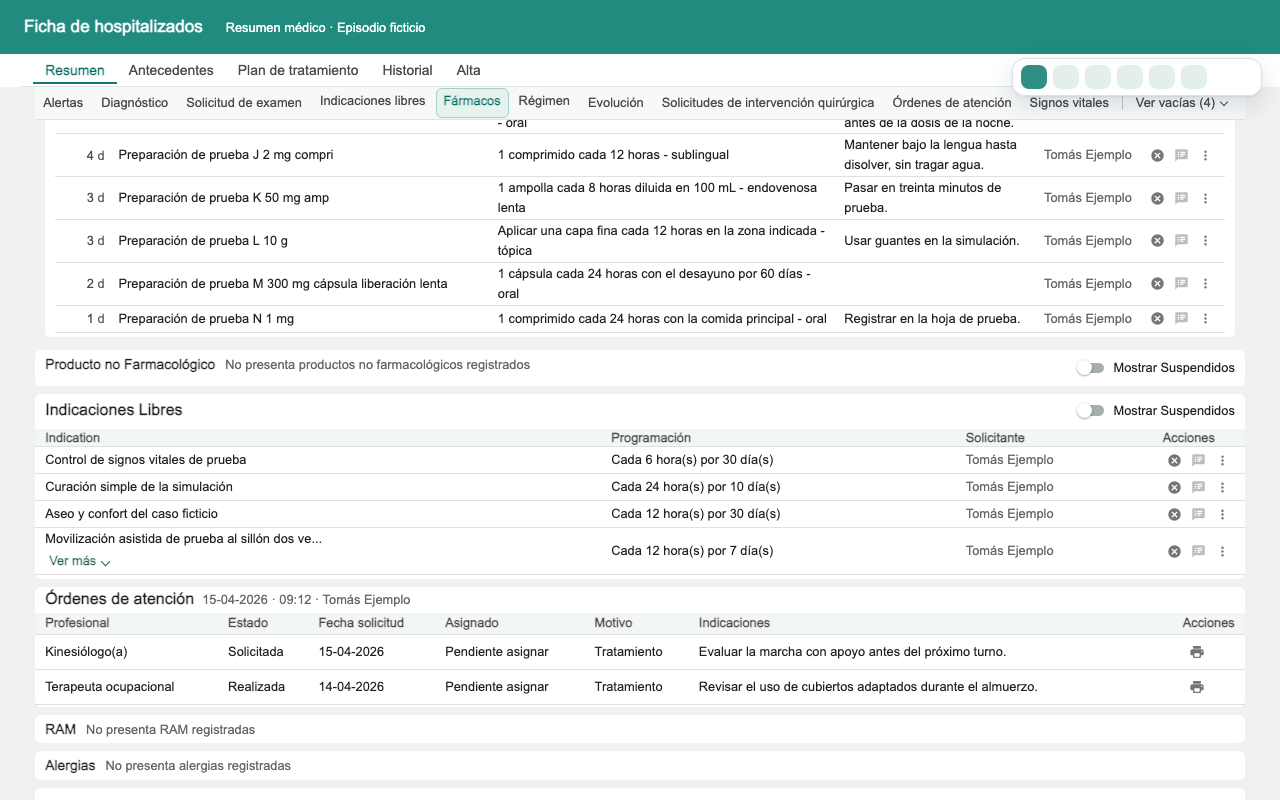 Ficha de hospitalizados Resumen médico · Episodio ficticio
Resumen Antecedentes Plan de tratamiento Historial Alta
Alertas Diagnóstico Solicitud de examen Indicaciones libres Fármacos Régimen Evolución Solicitudes de intervención quirúrgica Órdenes de atención Signos vitales Ver vacías (4)
- oral antes de la dosis de la noche.
4 d Preparación de prueba J 2 mg compri 1 comprimido cada 12 horas - sublingual Mantener bajo la lengua hasta
disolver, sin tragar agua. Tomás Ejemplo
3 d Preparación de prueba K 50 mg amp 1 ampolla cada 8 horas diluida en 100 mL - endovenosa
lenta Pasar en treinta minutos de
prueba. Tomás Ejemplo
3 d Preparación de prueba L 10 g Aplicar una capa fina cada 12 horas en la zona indicada -
tópica Usar guantes en la simulación. Tomás Ejemplo
2 d Preparación de prueba M 300 mg cápsula liberación lenta 1 cápsula cada 24 horas con el desayuno por 60 días -
oral Tomás Ejemplo
1 d Preparación de prueba N 1 mg 1 comprimido cada 24 horas con la comida principal - oral Registrar en la hoja de prueba. Tomás Ejemplo
Producto no Farmacológico No presenta productos no farmacológicos registrados Mostrar Suspendidos
Indicaciones Libres Mostrar Suspendidos
Indication Programación Solicitante Acciones
Control de signos vitales de prueba Cada 6 hora(s) por 30 día(s) Tomás Ejemplo
Curación simple de la simulación Cada 24 hora(s) por 10 día(s) Tomás Ejemplo
Aseo y confort del caso ficticio Cada 12 hora(s) por 30 día(s) Tomás Ejemplo
Movilización asistida de prueba al sillón dos ve... Cada 12 hora(s) por 7 día(s) Tomás Ejemplo
Ver más
Órdenes de atención 15-04-2026 · 09:12 · Tomás Ejemplo
Profesional Estado Fecha solicitud Asignado Motivo Indicaciones Acciones
Kinesiólogo(a) Solicitada 15-04-2026 Pendiente asignar Tratamiento Evaluar la marcha con apoyo antes del próximo turno.
Terapeuta ocupacional Realizada 14-04-2026 Pendiente asignar Tratamiento Revisar el uso de cubiertos adaptados durante el almuerzo.
RAM No presenta RAM registradas
Alergias No presenta alergias registradas